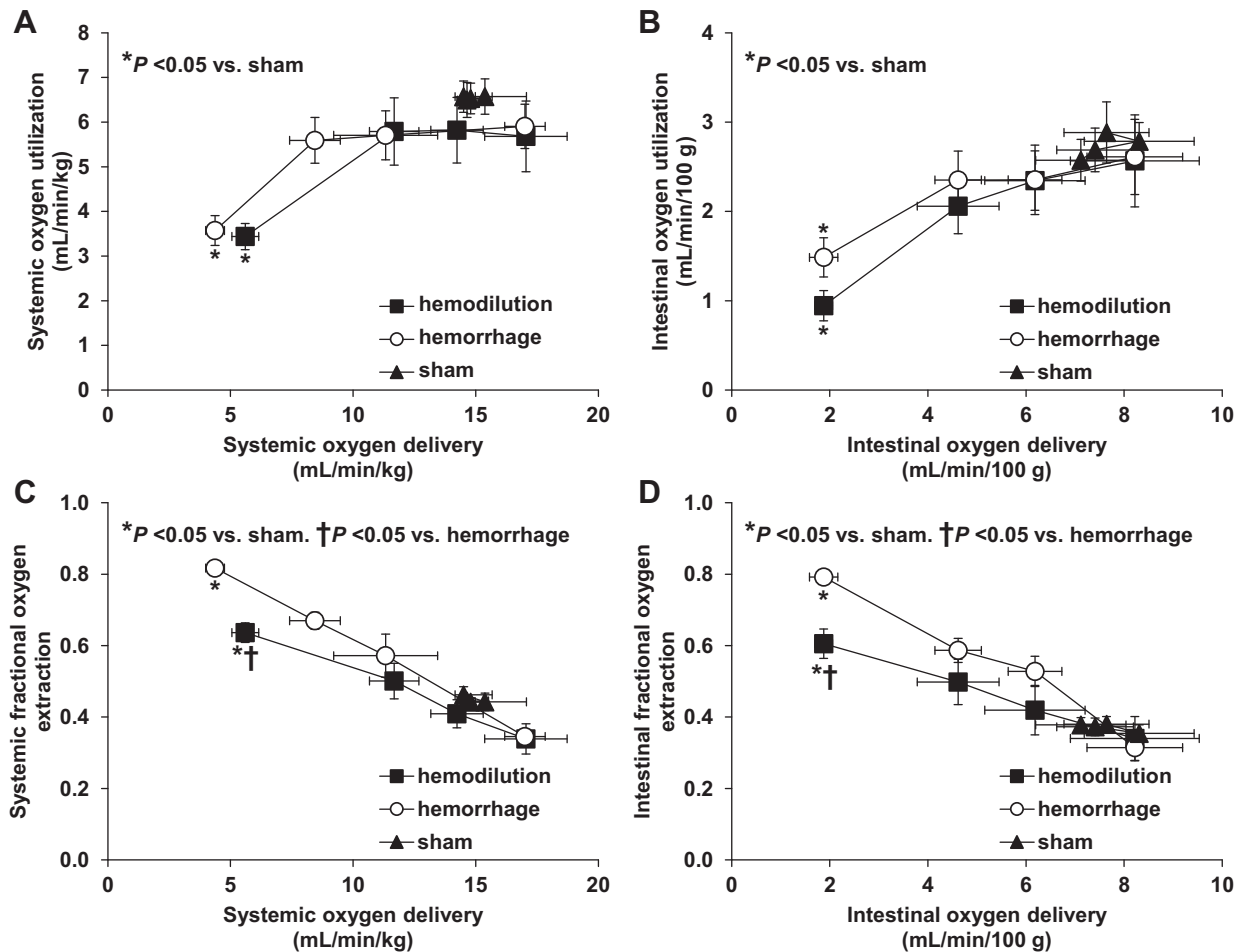 A
Systemic oxygen utilization
(mL/min/kg)
8
7
6
5
4
3
2
1
0
*P <0.05 vs. sham
*
*
hemodilution
hemorrhage
sham
0
5
10
15
20
Systemic oxygen delivery
(mL/min/kg)
B
Intestinal oxygen utilization
(mL/min/100 g)
4
3
2
1
0
*P <0.05 vs. sham
*
*
hemodilution
hemorrhage
sham
0
2
4
6
8
10
Intestinal oxygen delivery
(mL/min/100 g)
C
Systemic fractional oxygen
extraction
1.0
0.8
0.6
0.4
0.2
0.0
*P <0.05 vs. sham. †P <0.05 vs. hemorrhage
*
*†
hemodilution
hemorrhage
sham
0
5
10
15
20
Systemic oxygen delivery
(mL/min/kg)
D
Intestinal fractional oxygen
extraction
1.0
0.8
0.6
0.4
0.2
0.0
*P <0.05 vs. sham. †P <0.05 vs. hemorrhage
*
*†
hemodilution
hemorrhage
sham
0
2
4
6
8
10
Intestinal oxygen delivery
(mL/min/100 g)